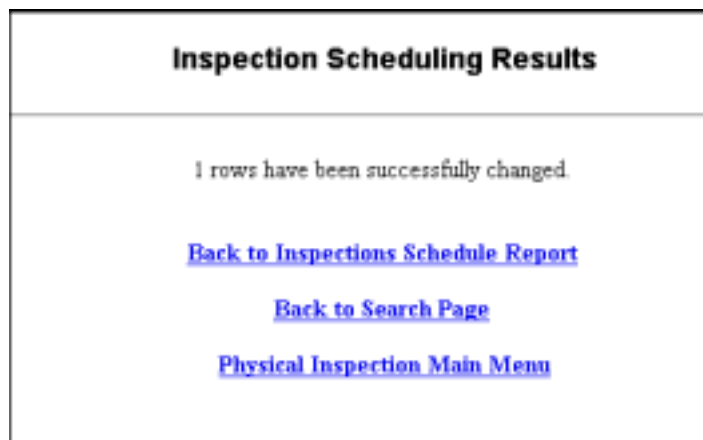 Inspection Scheduling Results
1 rows have been successfully changed.
Back to Inspections Schedule Report
Back to Search Page
Physical Inspection Main Menu